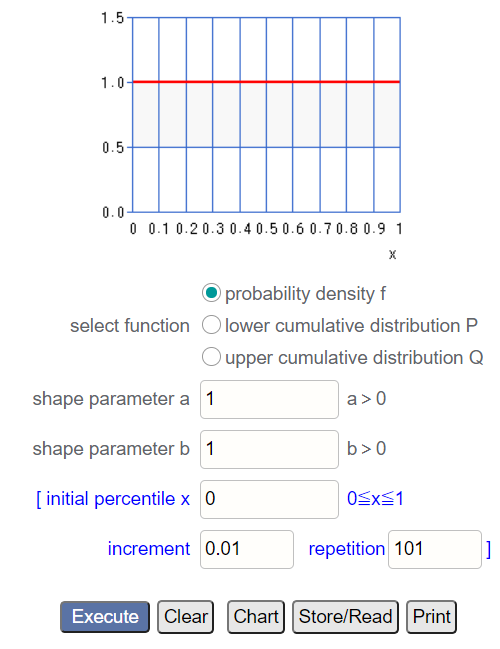 1.5
1.0
0.5
0.0
0 0.1 0.2 0.3 0.4 0.5 0.6 0.7 0.8 0.9 1
x
probability density f
select function lower cumulative distribution P
upper cumulative distribution Q
shape parameter a 1 a > 0
shape parameter b 1 b > 0
[ initial percentile x 0 0≦x≦1
increment 0.01 repetition 101 ]
Execute Clear Chart Store/Read Print